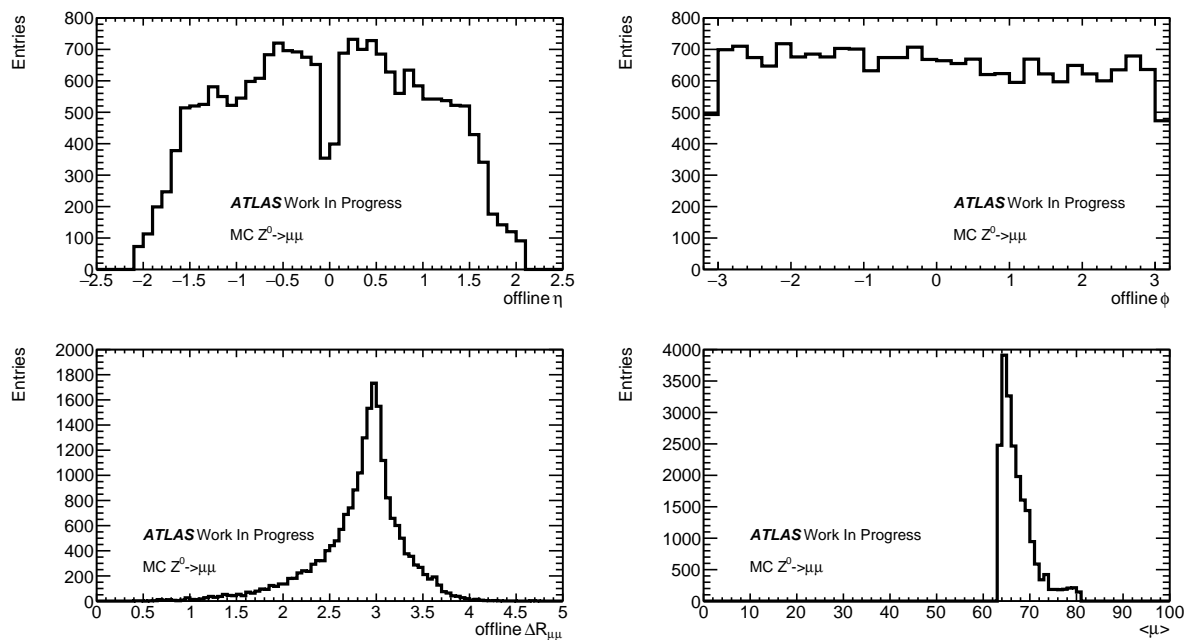 Entries
800
700
600
500
400
300
200
100
0
ATLAS Work In Progress
MC Z⁰->μμ
−2.5 −2 −1.5 −1 −0.5 0 0.5 1 1.5 2 2.5
offline η
Entries
800
700
600
500
400
300
200
100
0
ATLAS Work In Progress
MC Z⁰->μμ
−3 −2 −1 0 1 2 3
offline ϕ
Entries
2000
1800
1600
1400
1200
1000
800
600
400
200
0
ATLAS Work In Progress
MC Z⁰->μμ
0 0.5 1 1.5 2 2.5 3 3.5 4 4.5 5
offline ΔRμμ
Entries
4000
3500
3000
2500
2000
1500
1000
500
0
ATLAS Work In Progress
MC Z⁰->μμ
0 10 20 30 40 50 60 70 80 90 100
<μ>